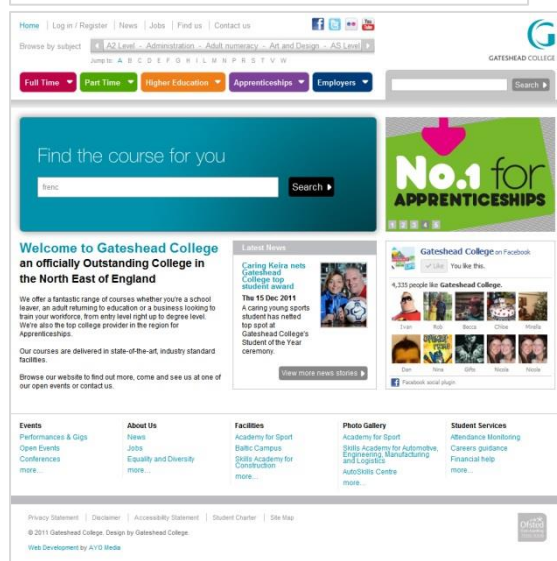 Home | Log in / Register | News | Jobs | Find us | Contact us
Browse by subject A2 Level - Administration - Adult numeracy - Art and Design - AS Level
Jump to: A B C D E F G H I L M N P R S T V W
GATESHEAD COLLEGE
Full Time Part Time Higher Education Apprenticeships Employers Search
Find the course for you
frenc Search
No.1 for
APPRENTICESHIPS
1 2 3 4 5
Welcome to Gateshead College
an officially Outstanding College in
the North East of England
We offer a fantastic range of courses whether you're a school
leaver, an adult returning to education or a business looking to
train your workforce, from entry level right up to degree level.
We're also the top college provider in the region for
Apprenticeships.
Our courses are delivered in state-of-the-art, industry standard
facilities.
Browse our website to find out more, come and see us at one of
our open events or contact us.
Latest News
Caring Keira nets
Gateshead
College top
student award
Thu 15 Dec 2011
A caring young sports
student has netted
top spot at
Gateshead College's
Student of the Year
ceremony.
View more news stories
Gateshead College on Facebook
Like You like this.
4,335 people like Gateshead College.
Ivan Rob Becca Chloe Mirella
Dan Nina Gifts Nicola Nicola
Facebook social plugin
Events
Performances & Gigs
Open Events
Conferences
more...
About Us
News
Jobs
Equality and Diversity
more...
Facilities
Academy for Sport
Baltic Campus
Skills Academy for
Construction
more...
Photo Gallery
Academy for Sport
Skills Academy for Automotive,
Engineering, Manufacturing
and Logistics
AutoSkills Centre
more...
Student Services
Attendance Monitoring
Careers guidance
Financial help
more...
Privacy Statement | Disclaimer | Accessibility Statement | Student Charter | Site Map
© 2011 Gateshead College. Design by Gateshead College.
Web Development by AYO Media
Ofsted